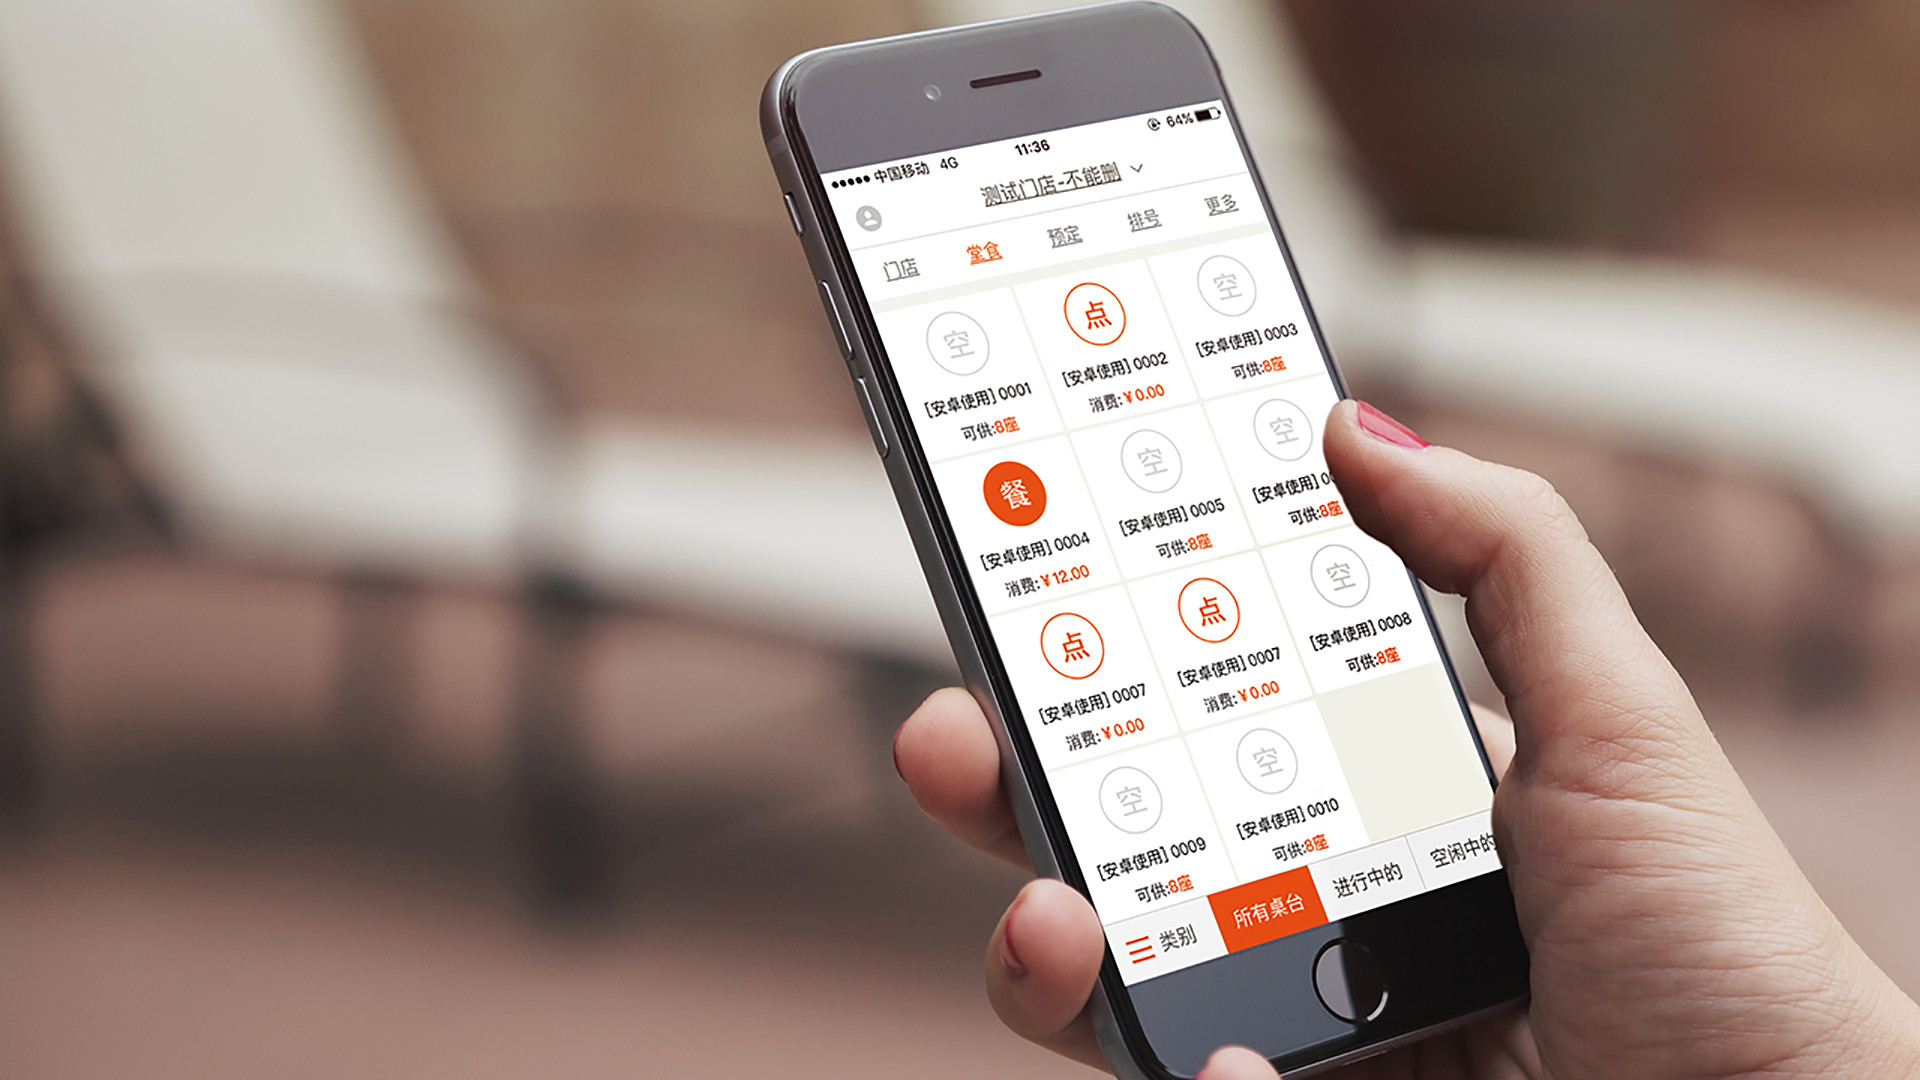 中国移动 4G 11:36 64%
测试门店-不能删
门店 堂食 预定 排号 更多
空 点 空
[安卓使用] 0001 [安卓使用] 0002 [安卓使用] 0003
可供:8座 消费:¥0.00 可供:8座
餐 空 空
[安卓使用] 0004 [安卓使用] 0005 [安卓使用]
消费:¥12.00 可供:8座 可供:8座
点 点 空
[安卓使用] 0007 [安卓使用] 0007 [安卓使用] 0008
消费:¥0.00 消费:¥0.00 可供:8座
空 空
[安卓使用] 0009 [安卓使用] 0010
可供:8座 可供:8座
类别 所有桌台 进行中的 空闲中的